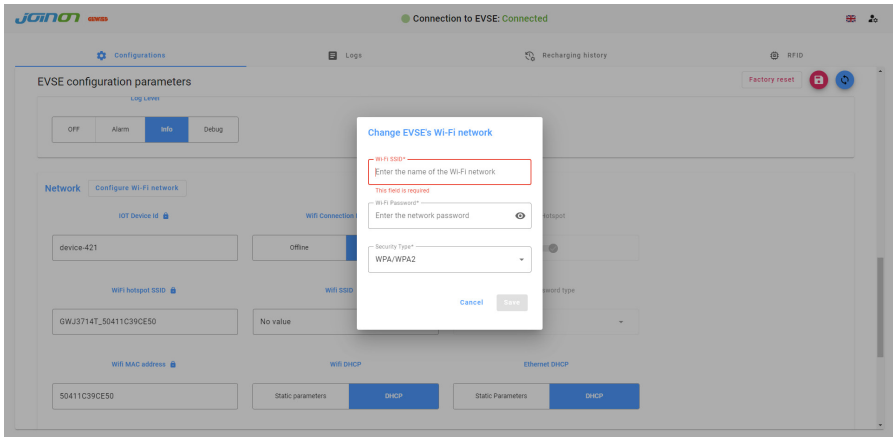 JOINON GEWISS
Connection to EVSE: Connected
Configurations
Logs
Recharging history
RFID
EVSE configuration parameters
Factory reset
Log Level
OFF Alarm Info Debug
Change EVSE's Wi-Fi network
Wi-Fi SSID*
Enter the name of the Wi-Fi network
This field is required
Wi-Fi Password*
Enter the network password
Security Type*
WPA/WPA2
Cancel Save
Network Configure Wi-Fi network
IOT Device Id
Wifi Connection
Hotspot
device-421
Offline
WiFi hotspot SSID
Wifi SSID
type
GWJ3714T_50411C39CE50
No value
Wifi MAC address
Wifi DHCP
Ethernet DHCP
50411C39CE50
Static parameters DHCP
Static Parameters DHCP